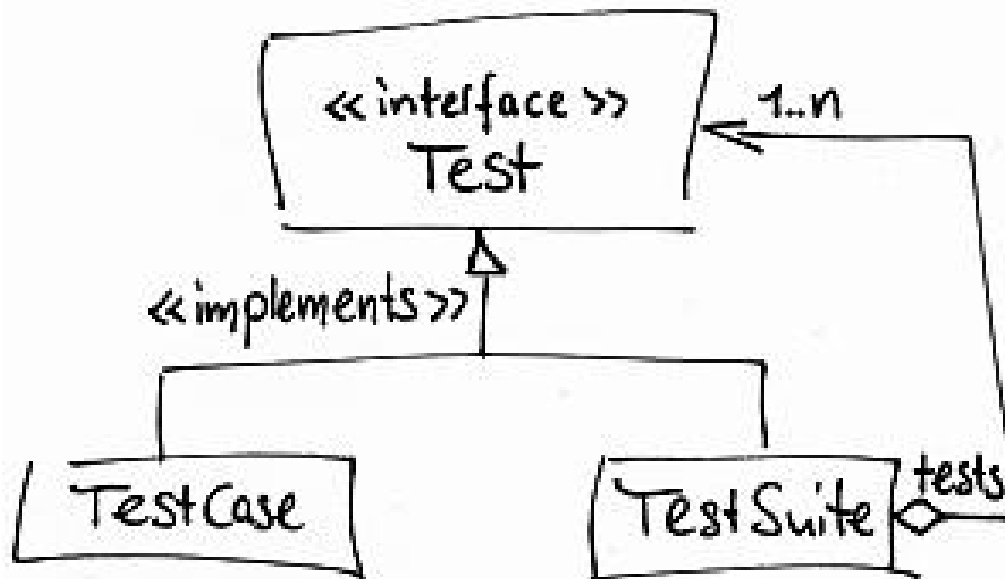 <<interface>>
Test
1..n
<<implements>>
TestCase
TestSuite
tests